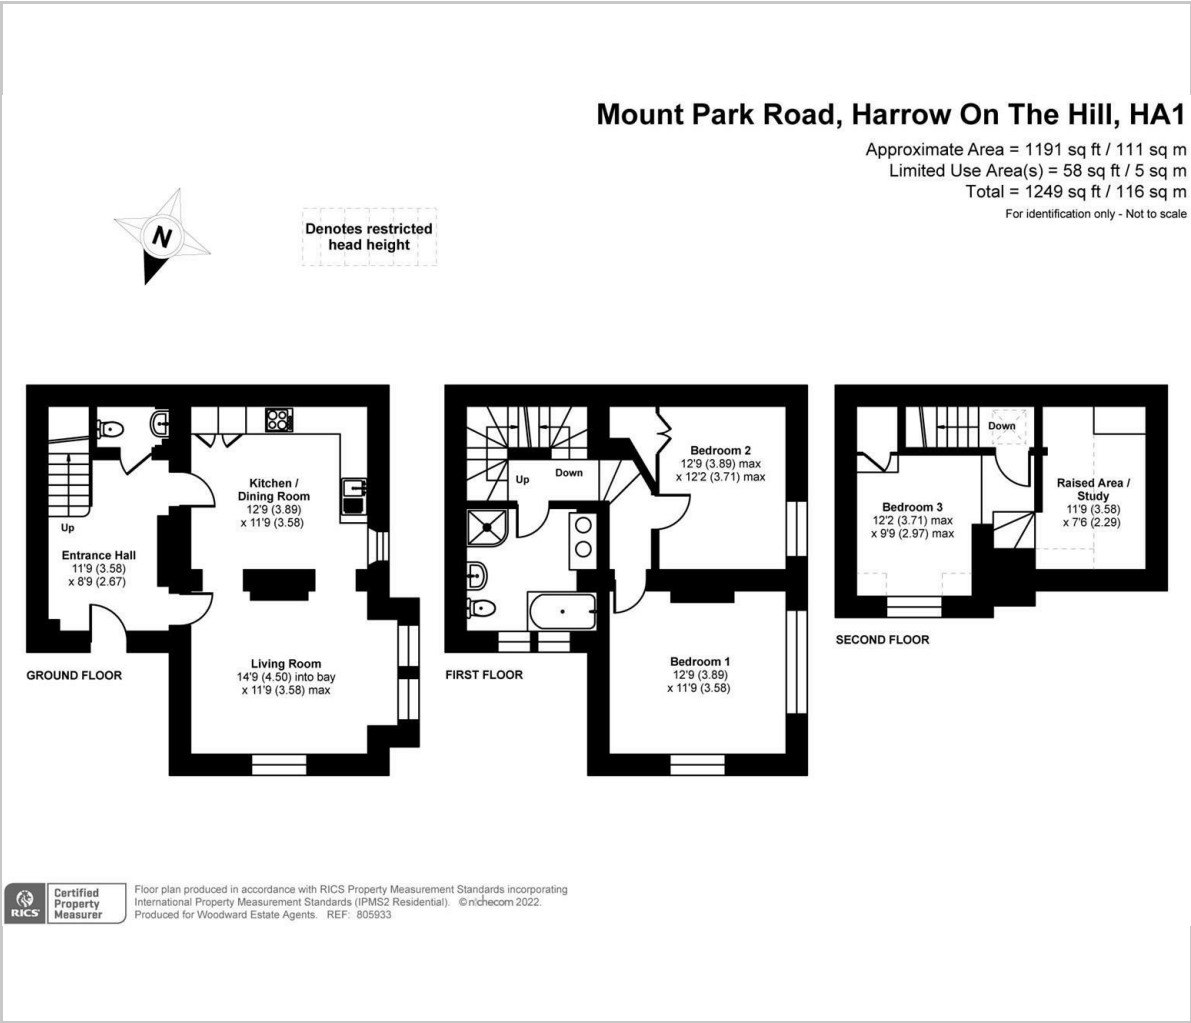 Mount Park Road, Harrow On The Hill, HA1
Approximate Area = 1191 sq ft / 111 sq m
Limited Use Area(s) = 58 sq ft / 5 sq m
Total = 1249 sq ft / 116 sq m
For identification only - Not to scale
N
Denotes restricted
head height
Kitchen /
Dining Room
12'9 (3.89)
x 11'9 (3.58)
Up
Entrance Hall
11'9 (3.58)
x 8'9 (2.67)
Living Room
14'9 (4.50) into bay
x 11'9 (3.58) max
GROUND FLOOR
Up
Down
Bedroom 2
12'9 (3.89) max
x 12'2 (3.71) max
Bedroom 1
12'9 (3.89)
x 11'9 (3.58)
FIRST FLOOR
Down
Bedroom 3
12'2 (3.71) max
x 9'9 (2.97) max
Raised Area /
Study
11'9 (3.58)
x 7'6 (2.29)
SECOND FLOOR
RICS
Certified
Property
Measurer
Floor plan produced in accordance with RICS Property Measurement Standards incorporating
International Property Measurement Standards (IPMS2 Residential). © nichecom 2022.
Produced for Woodward Estate Agents. REF: 805933